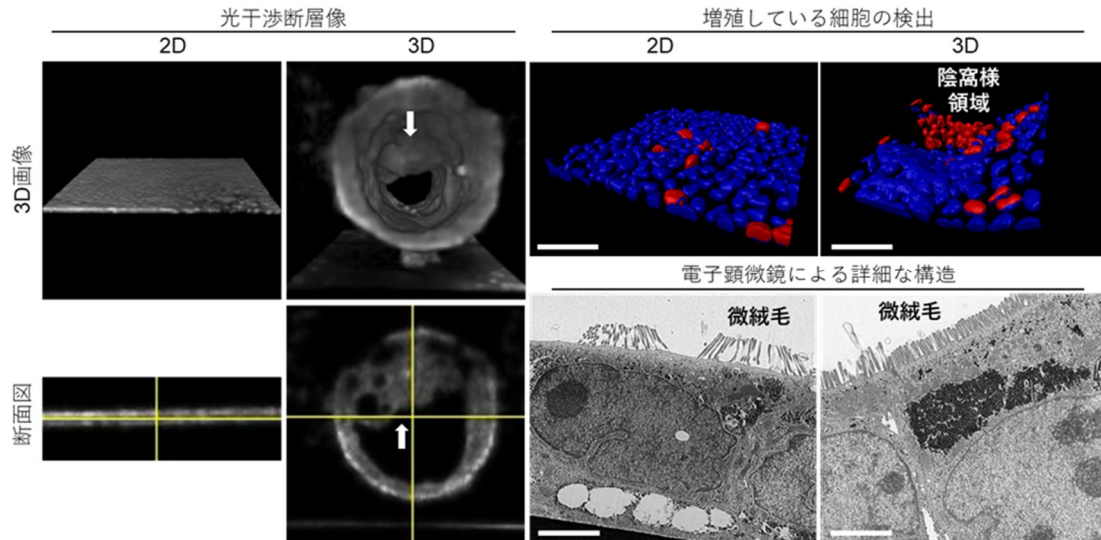 光干渉断層像
2D
3D
3D画像
断面図
増殖している細胞の検出
2D
3D
陰窩様
領域
電子顕微鏡による詳細な構造
微絨毛
微絨毛